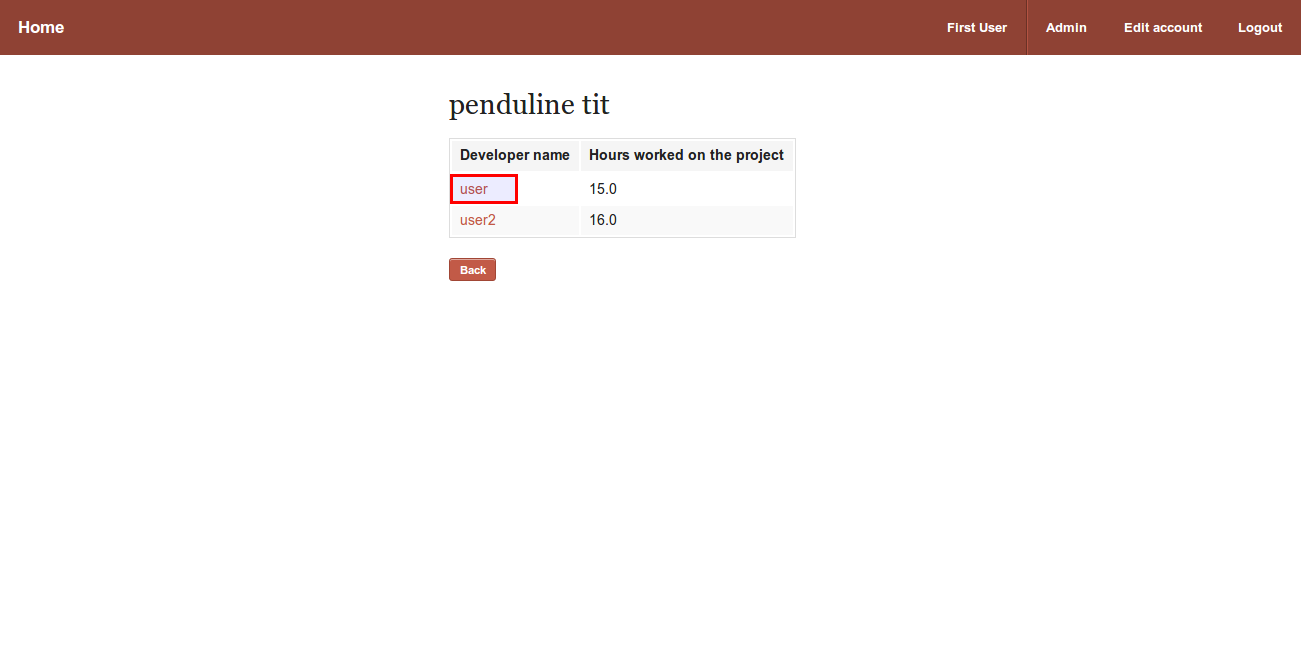 Home First User Admin Edit account Logout
penduline tit
Developer name Hours worked on the project
user 15.0
user2 16.0
Back